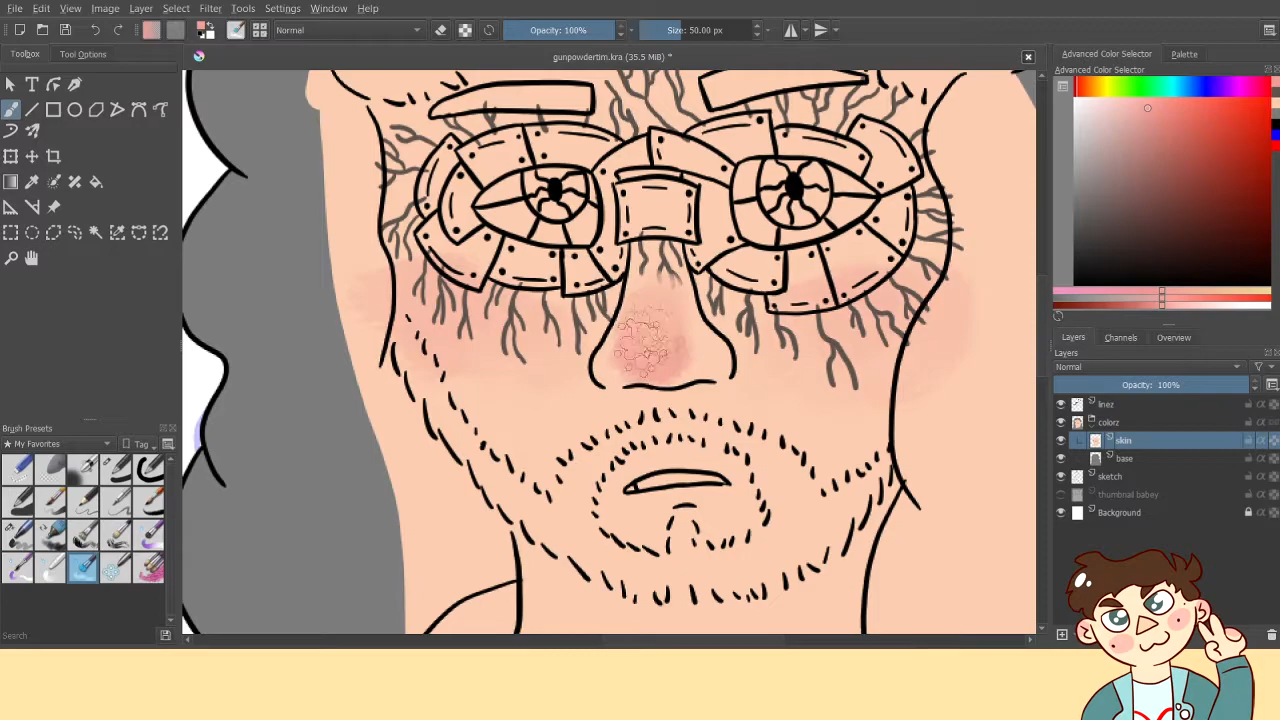 File Edit View Image Layer Select Filter Tools Settings Window Help
Normal Opacity: 100% Size: 50.00 px
Toolbox Tool Options
gunpowdertim.kra (35.5 MiB) *
Advanced Color Selector Palette
Advanced Color Selector
Layers Channels Overview
Layers
Normal
Opacity: 100%
linez
colorz
skin
base
sketch
thumbnail babey
Background
Brush Presets
My Favorites Tag
Search